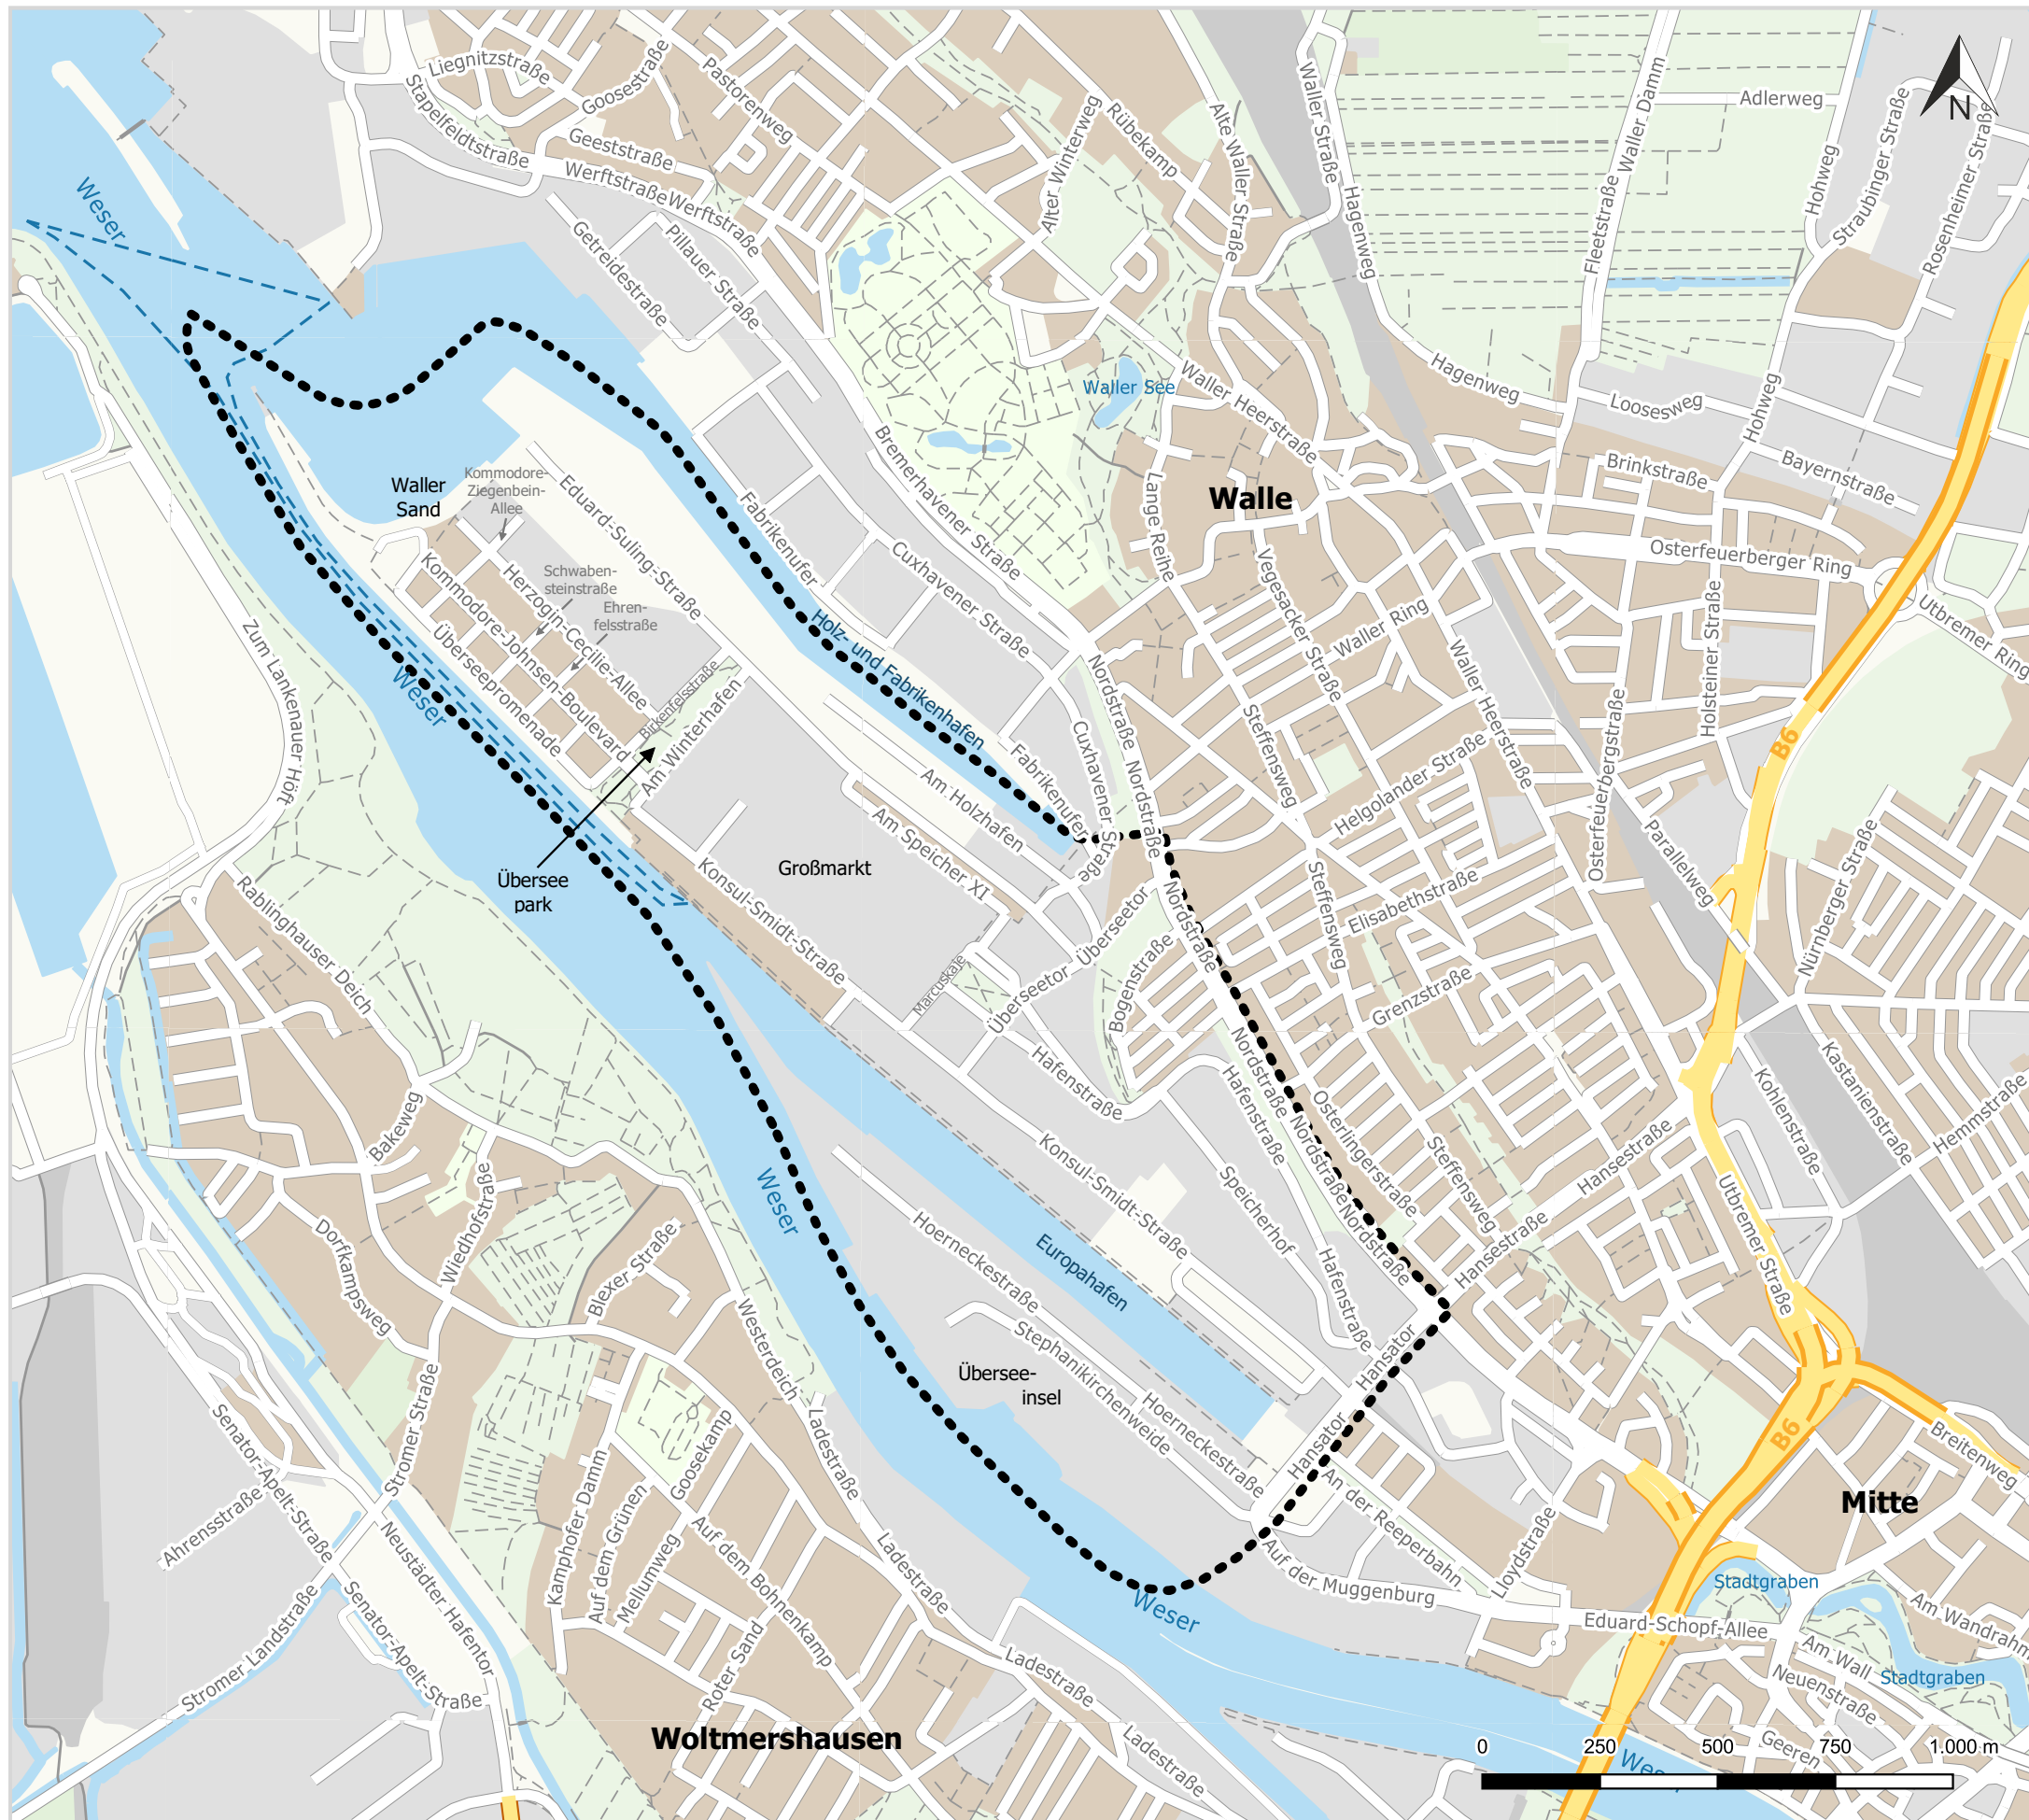 Liegnitzstraße
Goosestraße
Stapelfeldtstraße
Pastorenweg
Geeststraße
Werftstraße
Werftstraße
Alter Winterweg
Rübekamp
Alte Waller Straße
Waller Straße
Hagenweg
Fleetstraße
Waller Damm
Adlerweg
Hohweg
Straubinger Straße
Rosenheimer Straße
N
Weser
Getreidestraße
Pillauer Straße
Waller See
Waller Heerstraße
Hagenweg
Loosesweg
Hohweg
Bayernstraße
Brinkstraße
Walle
Waller
Sand
Kommodore-
Ziegenbein-
Allee
Eduard-Suling-Straße
Fabrikenufer
Bremerhavener Straße
Lange Reihe
Cuxhavener Straße
Vegesacker Straße
Waller Ring
Osterfeuerberger Ring
Utbremer Ring
Schwaben-
steinstraße
Ehren-
felsstraße
Herzogin-Cecilie-Allee
Kommodore-Johnsen-Boulevard
Überseepromenade
Birkenfelsstraße
Am Winterhafen
Holz- und Fabrikenhafen
Zum Lankenauer Höft
Weser
Nordstraße
Nordstraße
Cuxhavener Straße
Fabrikenufer
Steffensweg
Waller Heerstraße
Helgolander Straße
Osterfeuerbergstraße
Holsteiner Straße
B6
Parallelweg
Nürnberger Straße
Am Holzhafen
Am Speicher XI
Großmarkt
Übersee
park
Konsul-Smidt-Straße
Rablinghauser Deich
Marcuskaje
Überseetor
Überseetor
Bogenstraße
Nordstraße
Steffensweg
Elisabethstraße
Grenzstraße
Hafenstraße
Hafenstraße
Nordstraße
Nordstraße
Nordstraße
Osterlingerstraße
Steffensweg
Hansestraße
Hansestraße
Kohlenstraße
Kastanienstraße
Hemmstraße
Utbremer Straße
Bakeweg
Wiedhofstraße
Dorfkampsweg
Blexer Straße
Weser
Konsul-Smidt-Straße
Speicherhof
Hafenstraße
Hoerneckestraße
Europahafen
Stephanikirchenweide
Übersee-
insel
Hoerneckestraße
Hansator
Hansator
Westerdeich
Ladestraße
Stromer Straße
Senator-Apelt-Straße
Ahrensstraße
Neustädter Hafentor
Kamphofer Damm
Auf dem Grünen
Mellumweg
Goosekamp
Auf dem Bohnenkamp
Roter Sand
Ladestraße
Ladestraße
Ladestraße
An der Reeperbahn
Auf der Muggenburg
Lloydstraße
B6
Breitenweg
Mitte
Stadtgraben
Eduard-Schopf-Allee
Am Wall
Am Wandrahm
Stadtgraben
Neuenstraße
Geeren
Weser
Stromer Landstraße
Senator-Apelt-Straße
Woltmershausen
0 250 500 750 1.000 m